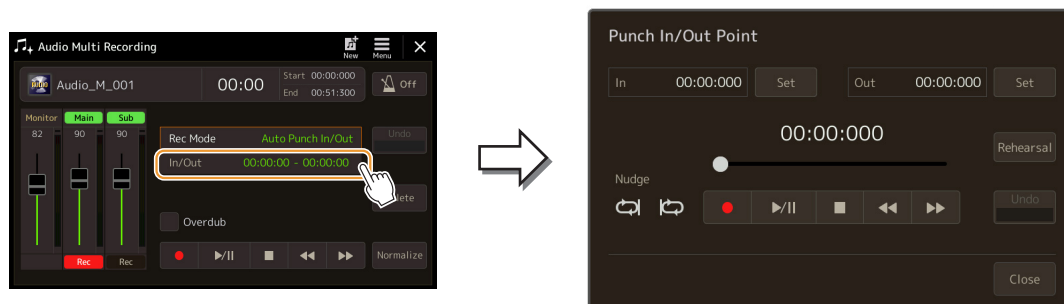 Audio Multi Recording
New
Menu
Audio_M_001
00:00
Start 00:00:000
End 00:51:300
Off
Monitor
Main
Sub
82
90
90
Rec Mode Auto Punch In/Out
Undo
In/Out 00:00:00 - 00:00:00
Overdub
Rec
Rec
▶/II
Normalize
Punch In/Out Point
In 00:00:000 Set
Out 00:00:000 Set
00:00:000
Rehearsal
Nudge
▶/II
Undo
Close